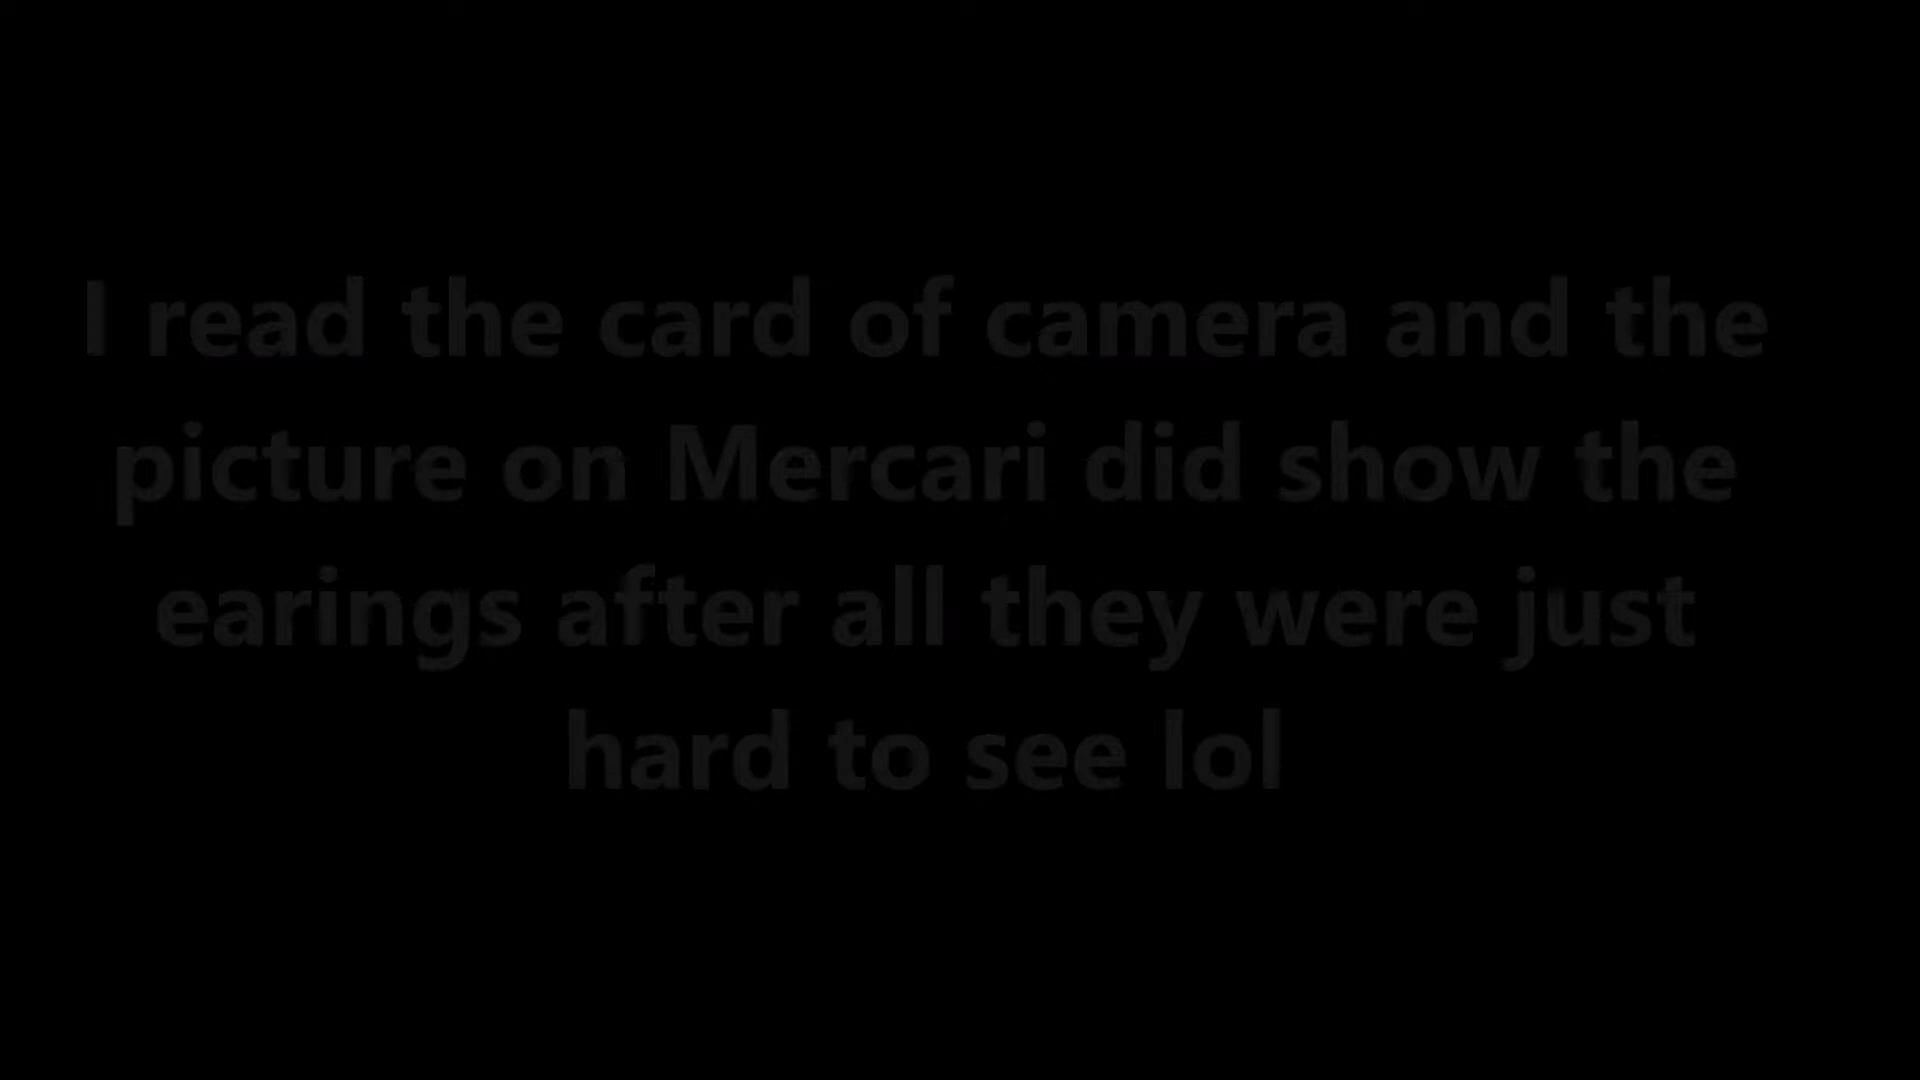 I read the card of camera and the
picture on Mercari did show the
earings after all they were just
hard to see lol